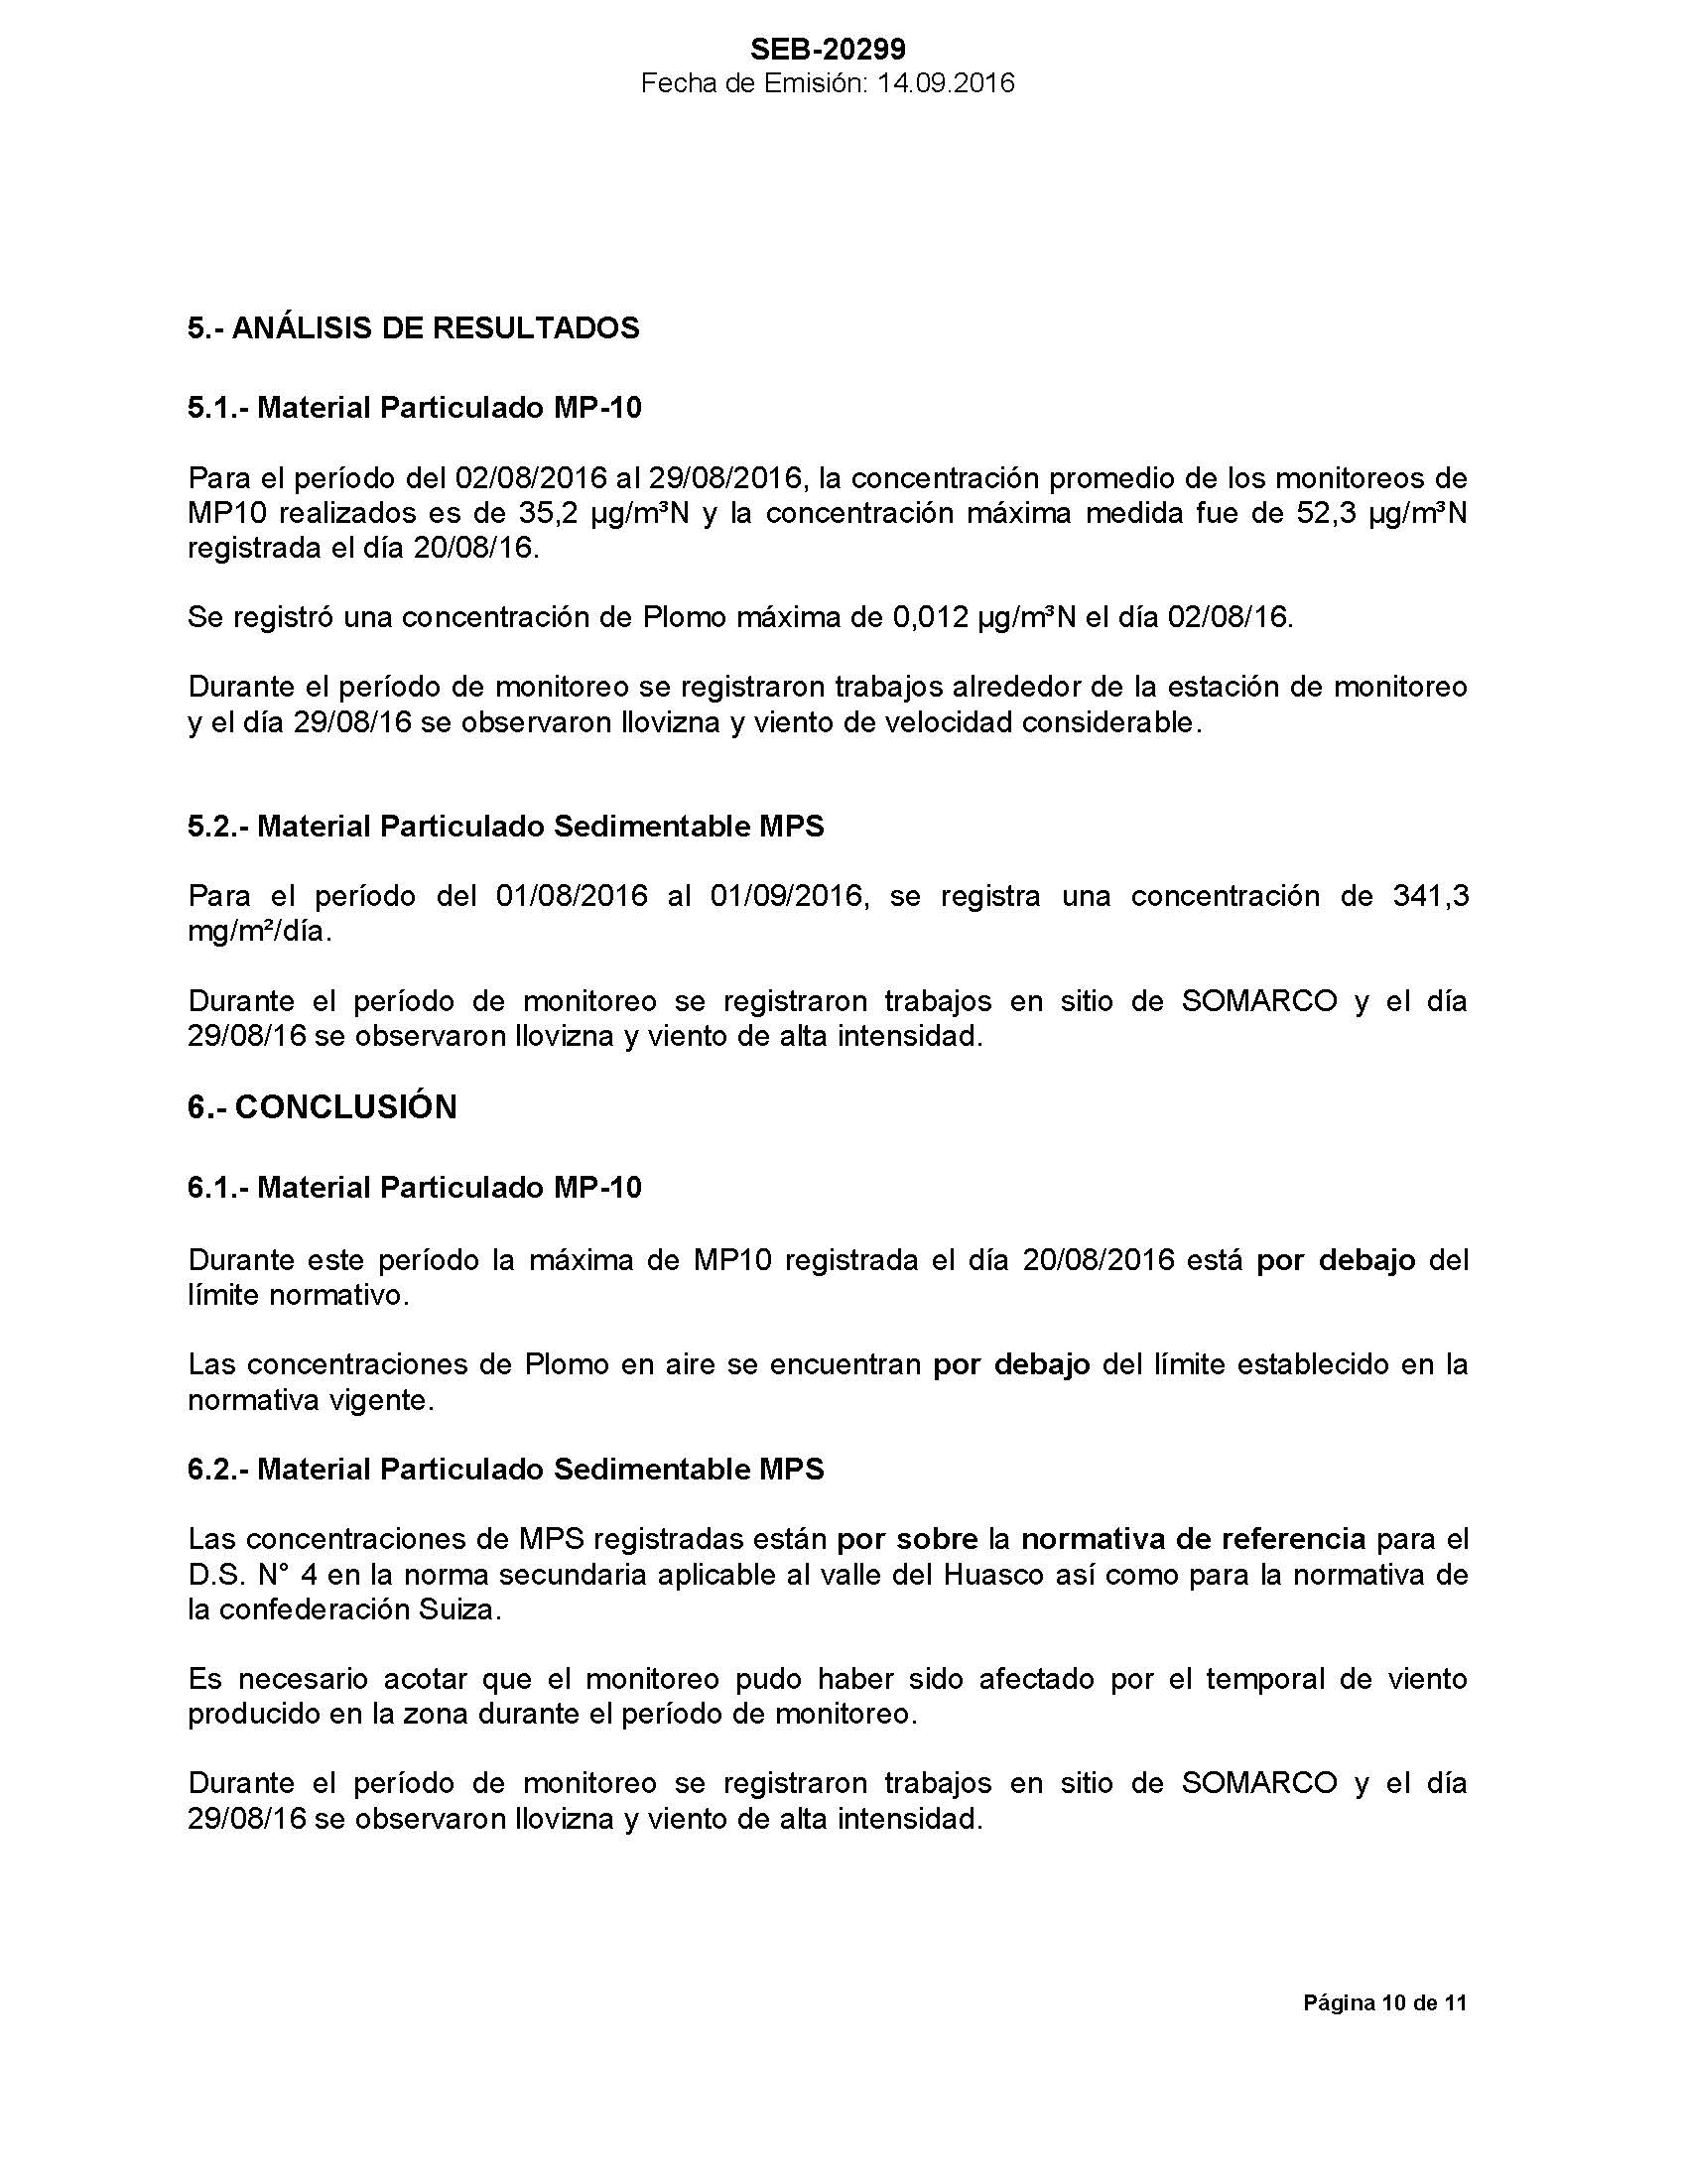 SEB-20299
Fecha de Emisión: 14.09.2016
5.- ANÁLISIS DE RESULTADOS
5.1.- Material Particulado MP-10
Para el período del 02/08/2016 al 29/08/2016, la concentración promedio de los monitoreos de
MP10 realizados es de 35,2 µg/m³N y la concentración máxima medida fue de 52,3 µg/m³N
registrada el día 20/08/16.
Se registró una concentración de Plomo máxima de 0,012 µg/m³N el día 02/08/16.
Durante el período de monitoreo se registraron trabajos alrededor de la estación de monitoreo
y el día 29/08/16 se observaron llovizna y viento de velocidad considerable.
5.2.- Material Particulado Sedimentable MPS
Para el período del 01/08/2016 al 01/09/2016, se registra una concentración de 341,3
mg/m²/día.
Durante el período de monitoreo se registraron trabajos en sitio de SOMARCO y el día
29/08/16 se observaron llovizna y viento de alta intensidad.
6.- CONCLUSIÓN
6.1.- Material Particulado MP-10
Durante este período la máxima de MP10 registrada el día 20/08/2016 está por debajo del
límite normativo.
Las concentraciones de Plomo en aire se encuentran por debajo del límite establecido en la
normativa vigente.
6.2.- Material Particulado Sedimentable MPS
Las concentraciones de MPS registradas están por sobre la normativa de referencia para el
D.S. N° 4 en la norma secundaria aplicable al valle del Huasco así como para la normativa de
la confederación Suiza.
Es necesario acotar que el monitoreo pudo haber sido afectado por el temporal de viento
producido en la zona durante el período de monitoreo.
Durante el período de monitoreo se registraron trabajos en sitio de SOMARCO y el día
29/08/16 se observaron llovizna y viento de alta intensidad.
Página 10 de 11